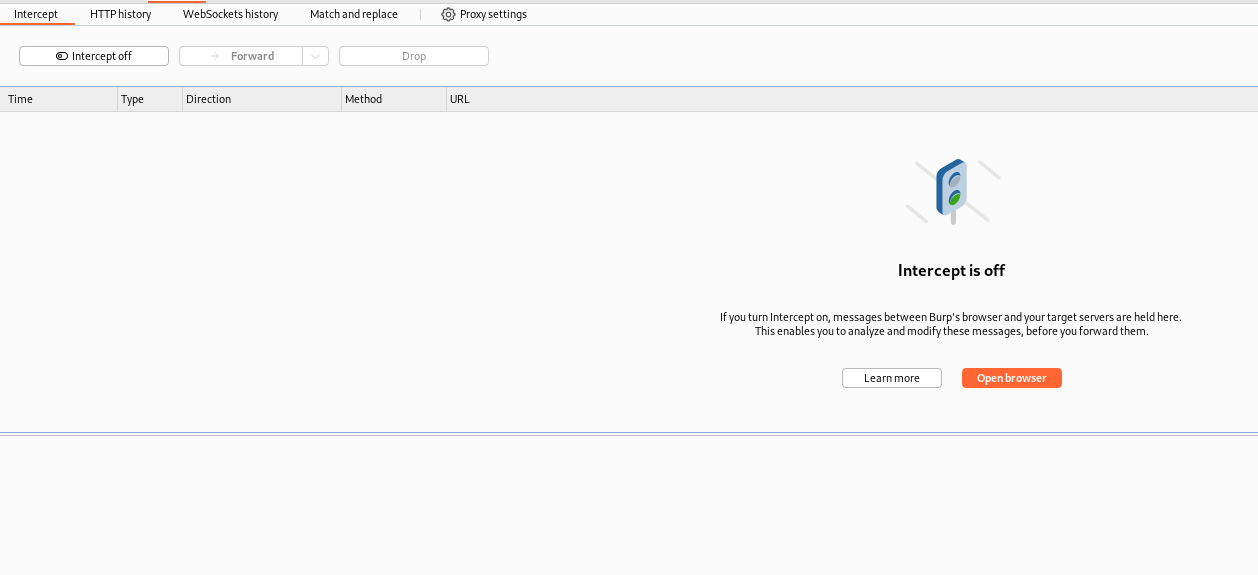 Intercept HTTP history WebSockets history Match and replace Proxy settings
Intercept off Forward Drop
Time Type Direction Method URL
Intercept is off
If you turn Intercept on, messages between Burp's browser and your target servers are held here.
This enables you to analyze and modify these messages, before you forward them.
Learn more Open browser